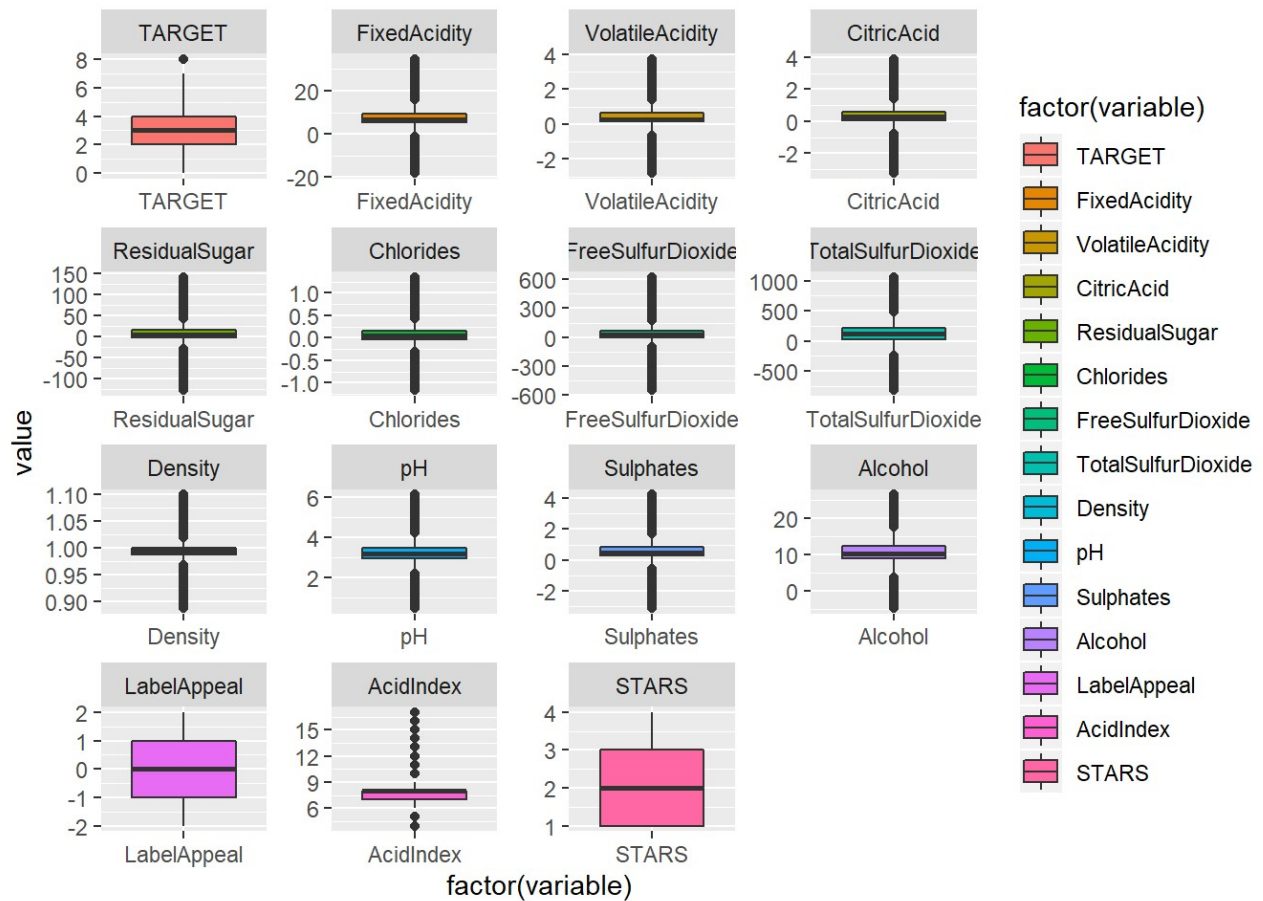 TARGET
FixedAcidity
VolatileAcidity
CitricAcid
8
6
4
2
0
20
0
-20
4
2
0
-2
4
2
0
-2
TARGET
FixedAcidity
VolatileAcidity
CitricAcid
ResidualSugar
Chlorides
FreeSulfurDioxide
TotalSulfurDioxide
150
100
50
0
-50
-100
1.0
0.5
0.0
-0.5
-1.0
600
300
0
-300
-600
1000
500
0
-500
ResidualSugar
Chlorides
FreeSulfurDioxide
TotalSulfurDioxide
value
Density
pH
Sulphates
Alcohol
1.10
1.05
1.00
0.95
0.90
6
4
2
4
2
0
-2
20
10
0
Density
pH
Sulphates
Alcohol
LabelAppeal
AcidIndex
STARS
2
1
0
-1
-2
15
12
9
6
4
3
2
1
LabelAppeal
AcidIndex
STARS
factor(variable)
factor(variable)
TARGET
FixedAcidity
VolatileAcidity
CitricAcid
ResidualSugar
Chlorides
FreeSulfurDioxide
TotalSulfurDioxide
Density
pH
Sulphates
Alcohol
LabelAppeal
AcidIndex
STARS